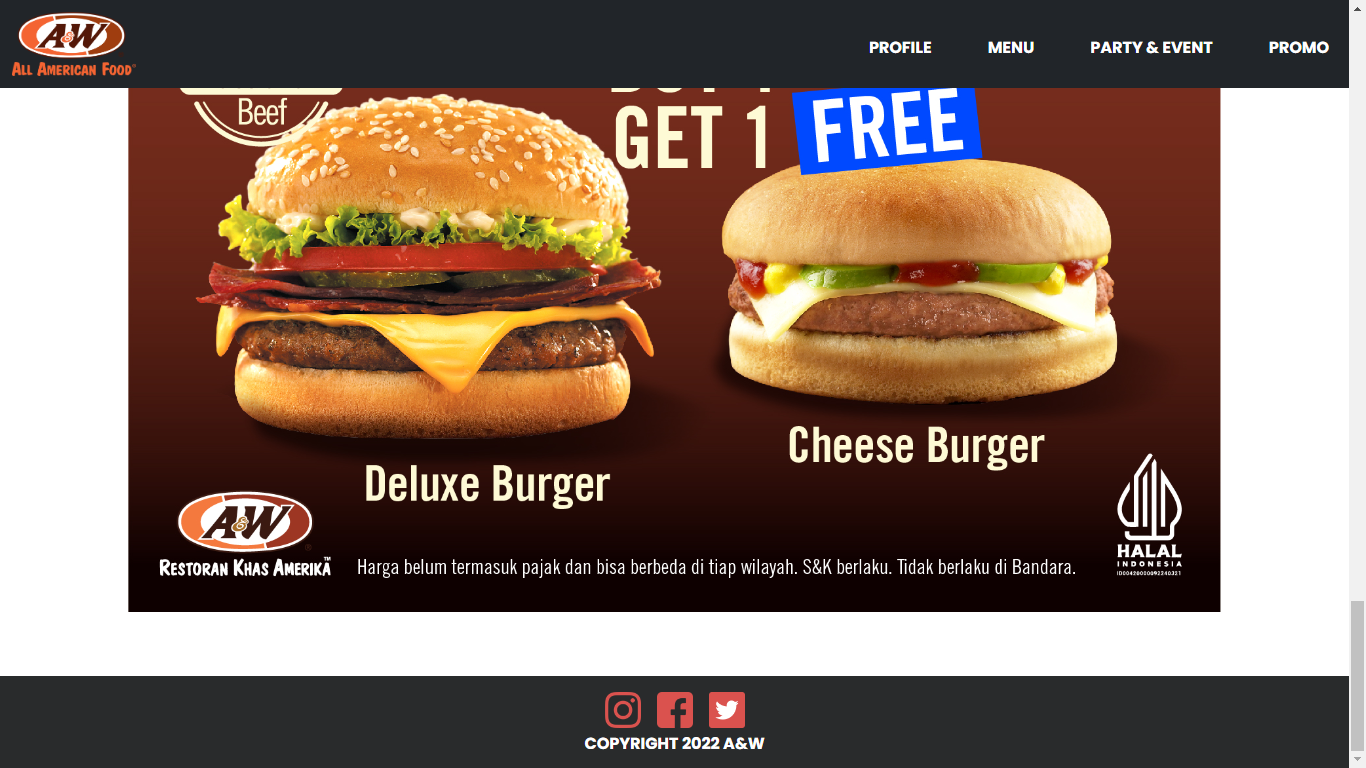 A&W
ALL AMERICAN FOOD
PROFILE
MENU
PARTY & EVENT
PROMO
Beef
GET 1 FREE
Cheese Burger
Deluxe Burger
A&W
RESTORAN KHAS AMERIKA™
HALAL
INDONESIA
ID00420000092240321
Harga belum termasuk pajak dan bisa berbeda di tiap wilayah. S&K berlaku. Tidak berlaku di Bandara.
COPYRIGHT 2022 A&W